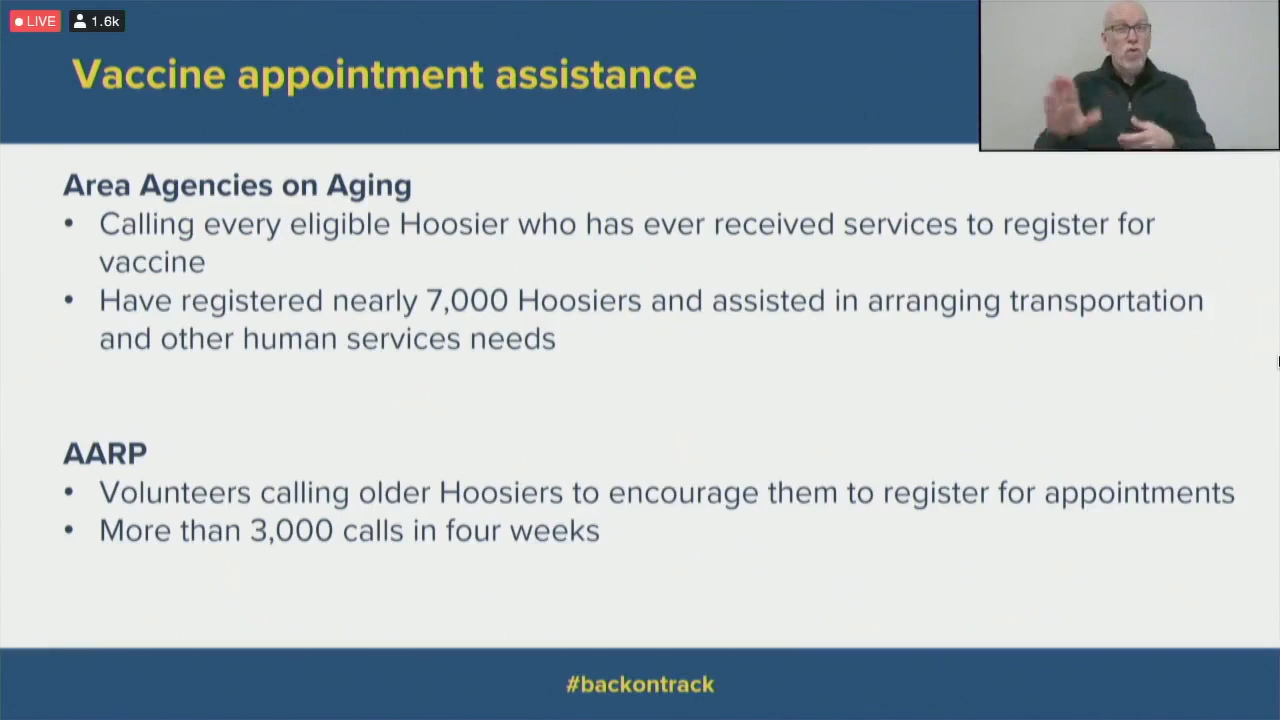 LIVE 1.6k
Vaccine appointment assistance
Area Agencies on Aging
• Calling every eligible Hoosier who has ever received services to register for
vaccine
• Have registered nearly 7,000 Hoosiers and assisted in arranging transportation
and other human services needs
AARP
• Volunteers calling older Hoosiers to encourage them to register for appointments
• More than 3,000 calls in four weeks
#backontrack